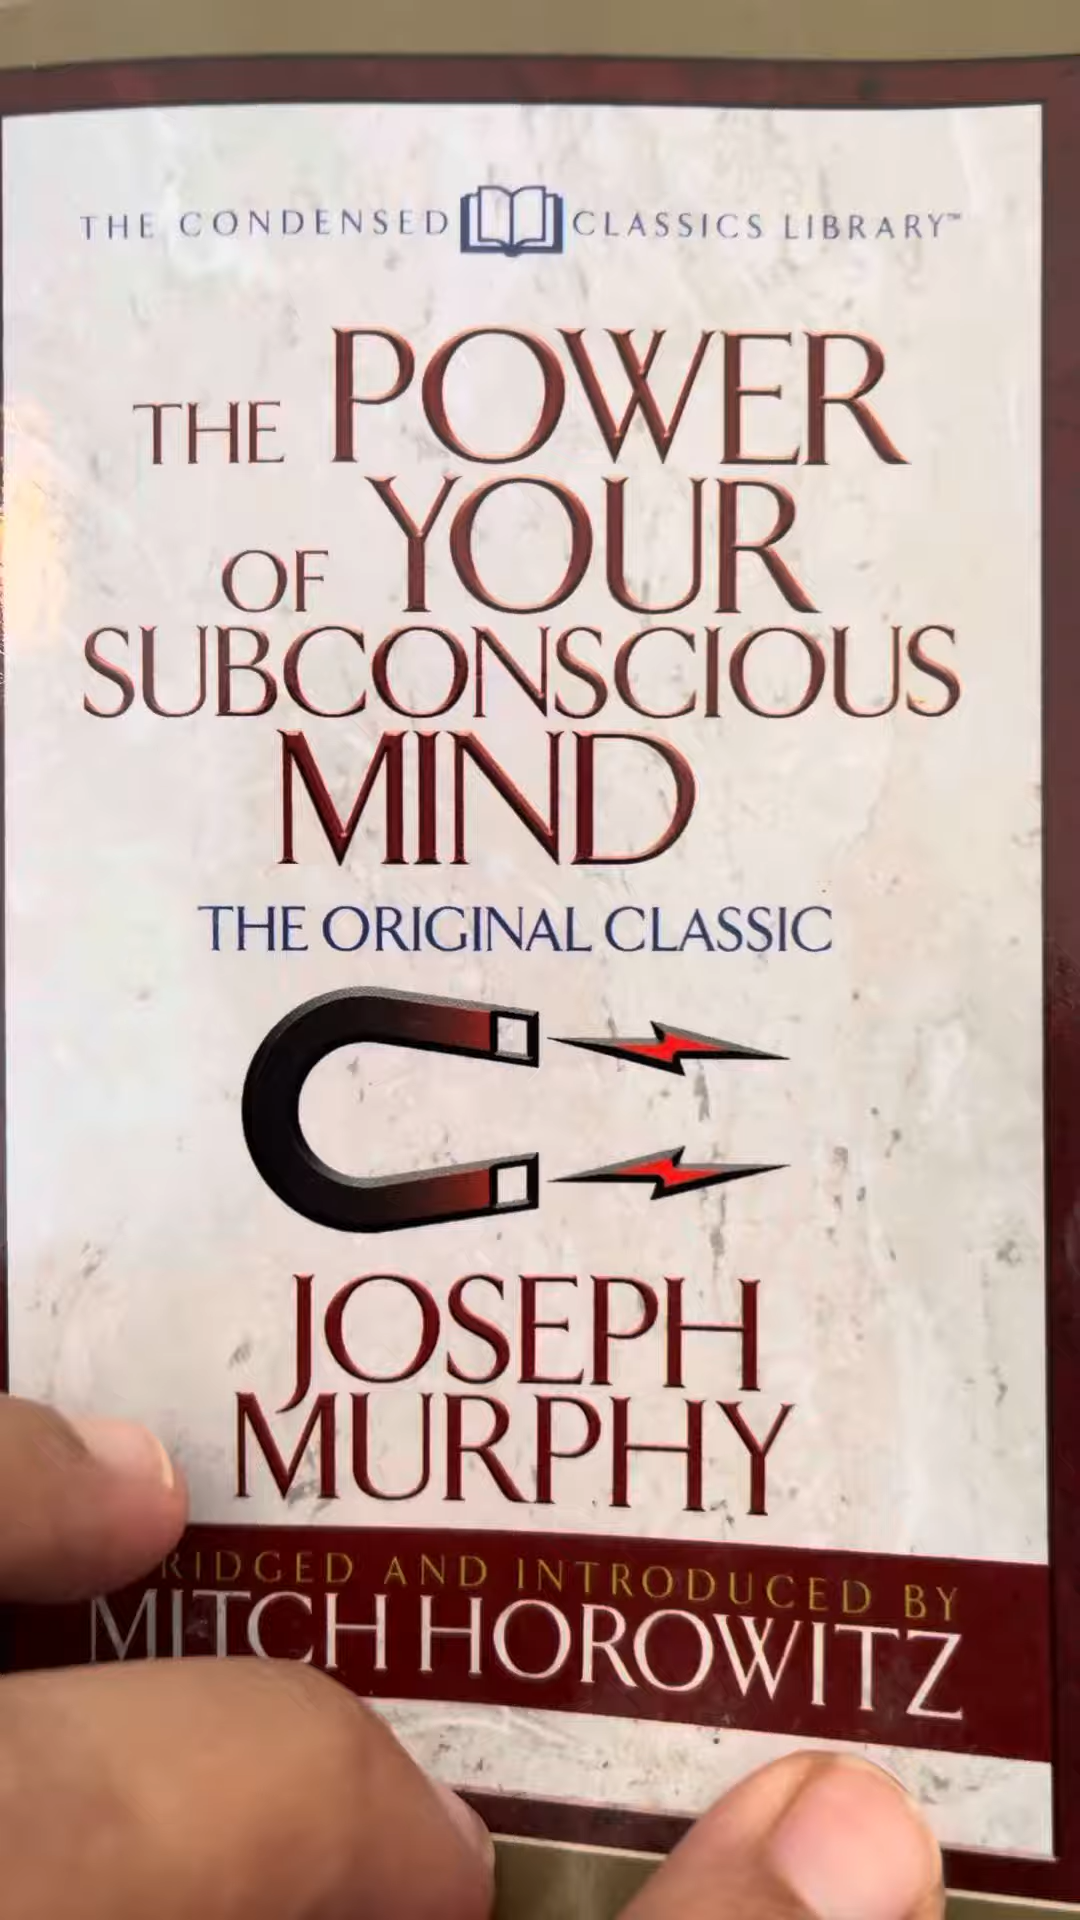 THE CONDENSED CLASSICS LIBRARY™
THE POWER
OF YOUR
SUBCONSCIOUS
MIND
THE ORIGINAL CLASSIC
JOSEPH
MURPHY
RIDGED AND INTRODUCED BY
MITCH HOROWITZ